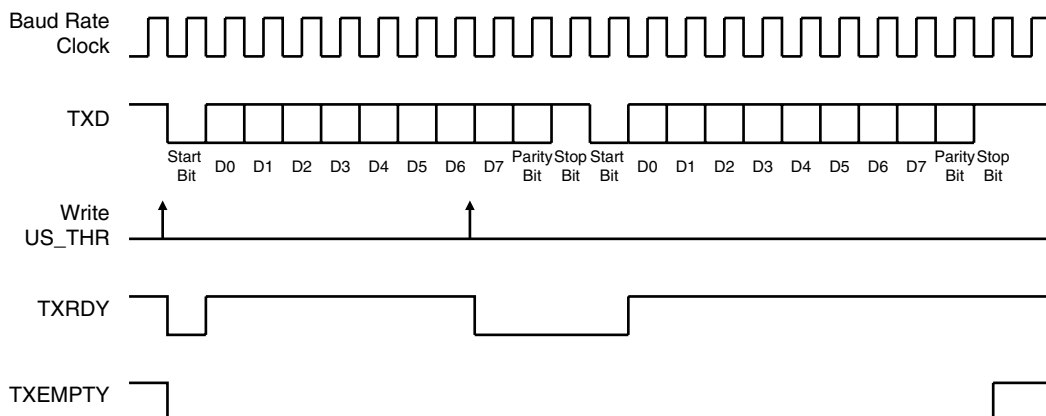 Baud Rate
Clock
TXD
Start
Bit
D0
D1
D2
D3
D4
D5
D6
D7
Parity
Bit
Stop
Bit
Start
Bit
D0
D1
D2
D3
D4
D5
D6
D7
Parity
Bit
Stop
Bit
Write
US_THR
TXRDY
TXEMPTY